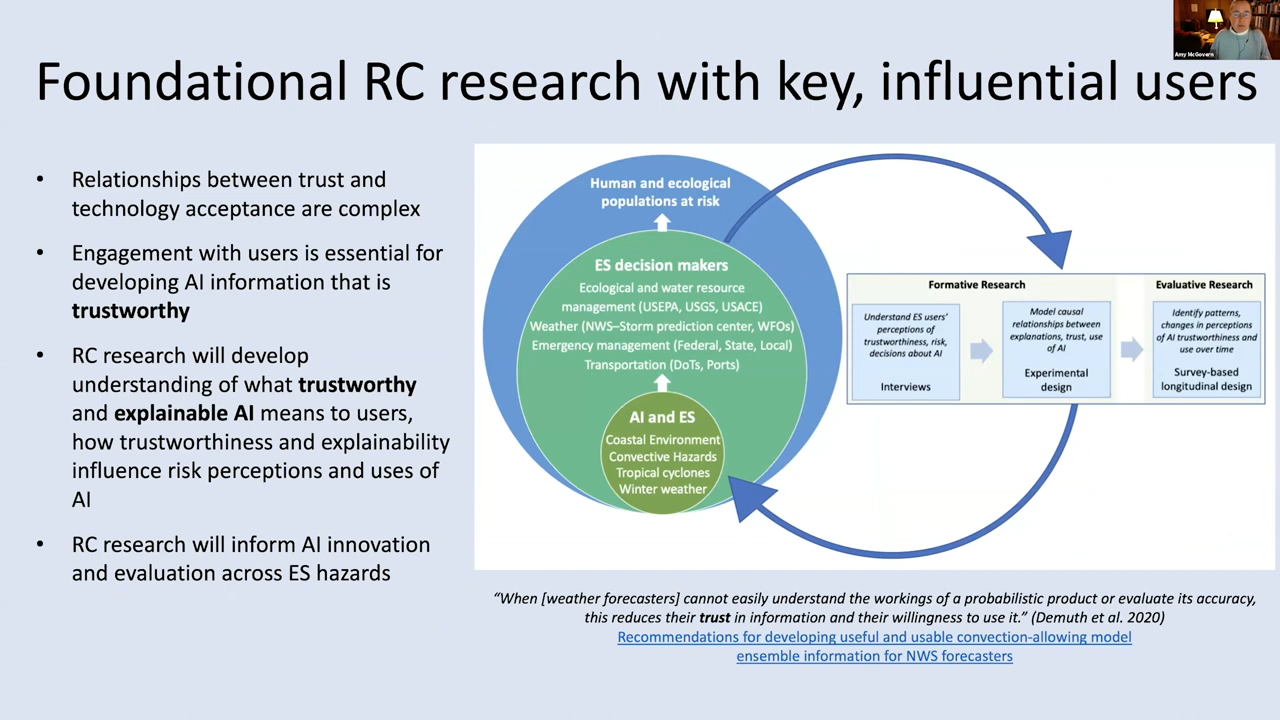 Amy McGovern
Foundational RC research with key, influential users
• Relationships between trust and
technology acceptance are complex
• Engagement with users is essential for
developing AI information that is
trustworthy
• RC research will develop
understanding of what trustworthy
and explainable AI means to users,
how trustworthiness and explainability
influence risk perceptions and uses of
AI
• RC research will inform AI innovation
and evaluation across ES hazards
Human and ecological
populations at risk
ES decision makers
Ecological and water resource
management (USEPA, USGS, USACE)
Weather (NWS–Storm prediction center, WFOs)
Emergency management (Federal, State, Local)
Transportation (DoTs, Ports)
AI and ES
Coastal Environment
Convective Hazards
Tropical cyclones
Winter weather
Formative Research
Understand ES users’
perceptions of
trustworthiness, risk,
decisions about AI
Interviews
Model causal
relationships between
explanations, trust, use
of AI
Experimental
design
Evaluative Research
Identify patterns,
changes in perceptions
of AI trustworthiness and
use over time
Survey-based
longitudinal design
“When [weather forecasters] cannot easily understand the workings of a probabilistic product or evaluate its accuracy,
this reduces their trust in information and their willingness to use it.” (Demuth et al. 2020)
Recommendations for developing useful and usable convection-allowing model
ensemble information for NWS forecasters